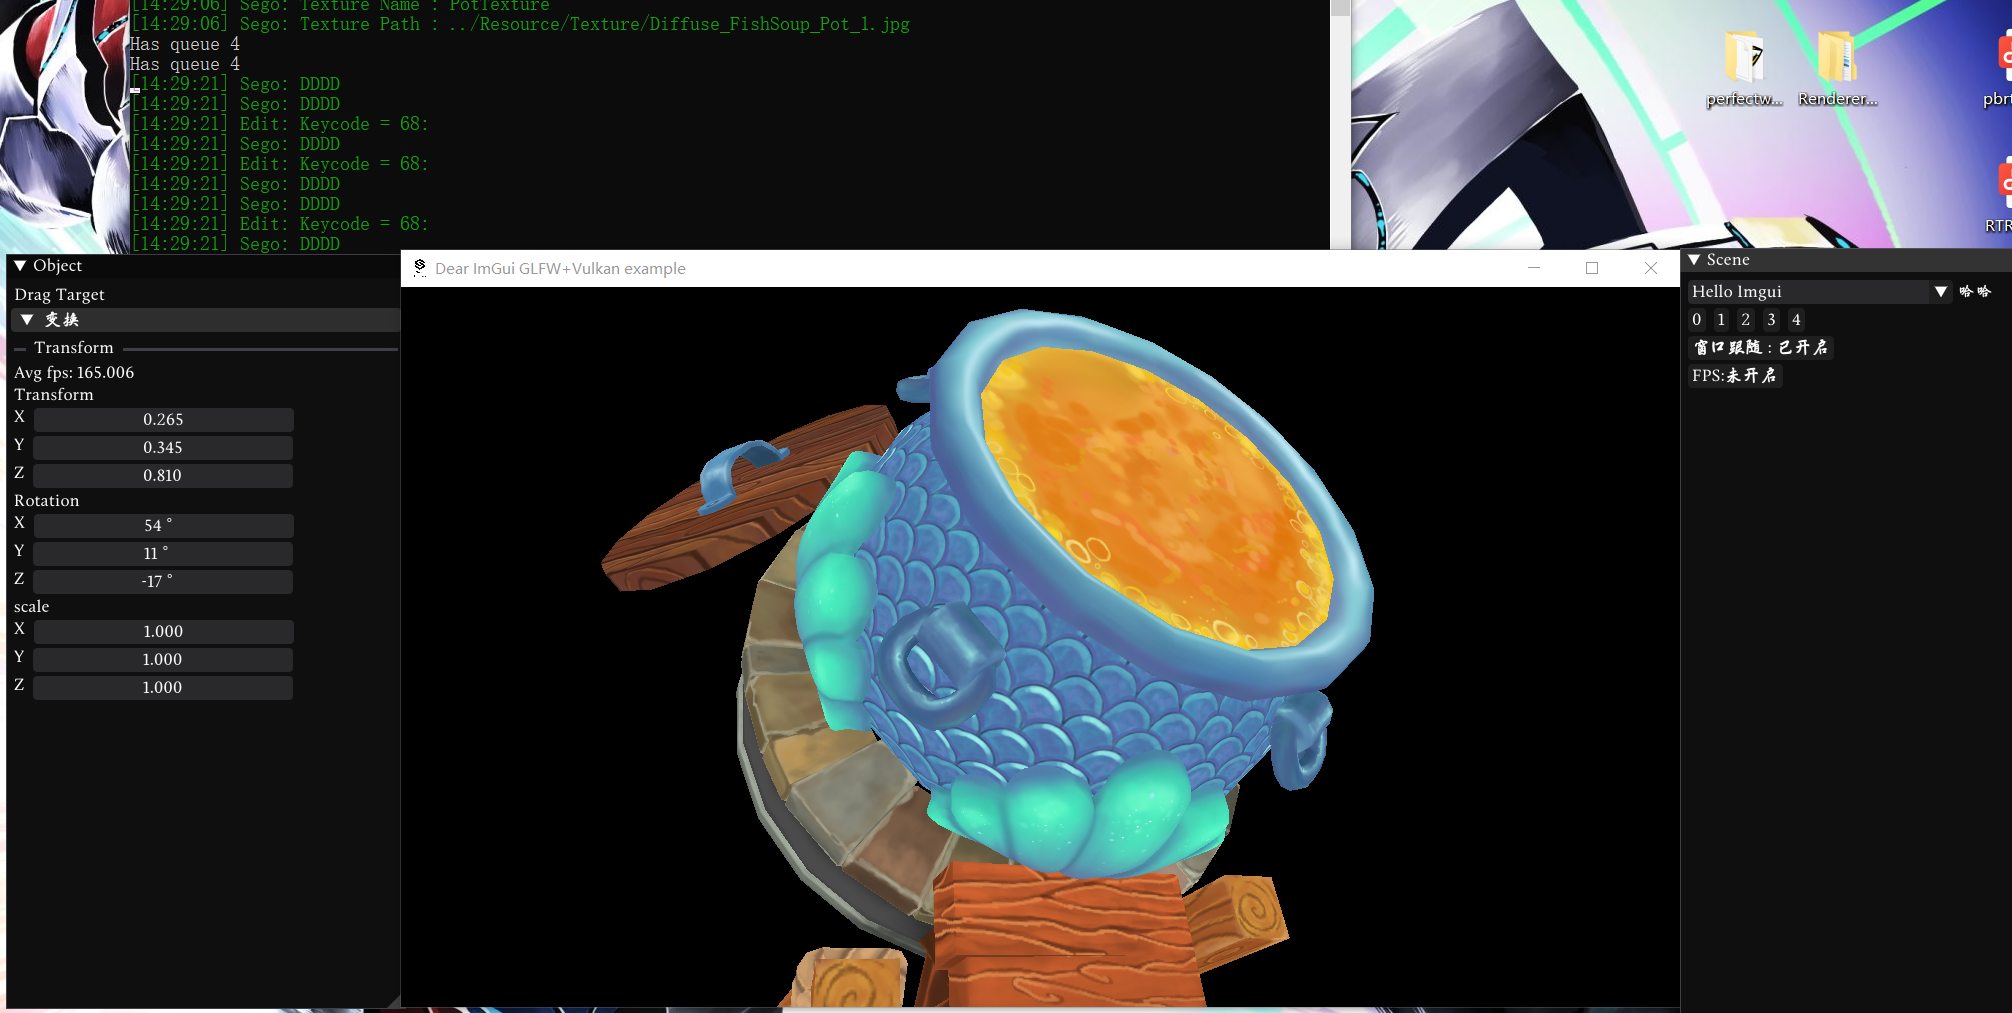 [14:29:06] Sego: Texture Name : PotTexture
[14:29:06] Sego: Texture Path : ../Resource/Texture/Diffuse_FishSoup_Pot_1.jpg
Has queue 4
Has queue 4
[14:29:21] Sego: DDDD
[14:29:21] Sego: DDDD
[14:29:21] Edit: Keycode = 68:
[14:29:21] Sego: DDDD
[14:29:21] Edit: Keycode = 68:
[14:29:21] Sego: DDDD
[14:29:21] Sego: DDDD
[14:29:21] Edit: Keycode = 68:
[14:29:21] Sego: DDDD
perfectw...
Renderer...
pbr
RTR
Object
Drag Target
变换
Transform
Avg fps: 165.006
Transform
X 0.265
Y 0.345
Z 0.810
Rotation
X 54 °
Y 11 °
Z -17 °
scale
X 1.000
Y 1.000
Z 1.000
Dear ImGui GLFW+Vulkan example
Scene
Hello Imgui 哈哈
0 1 2 3 4
窗口跟随 : 已开启
FPS:未开启